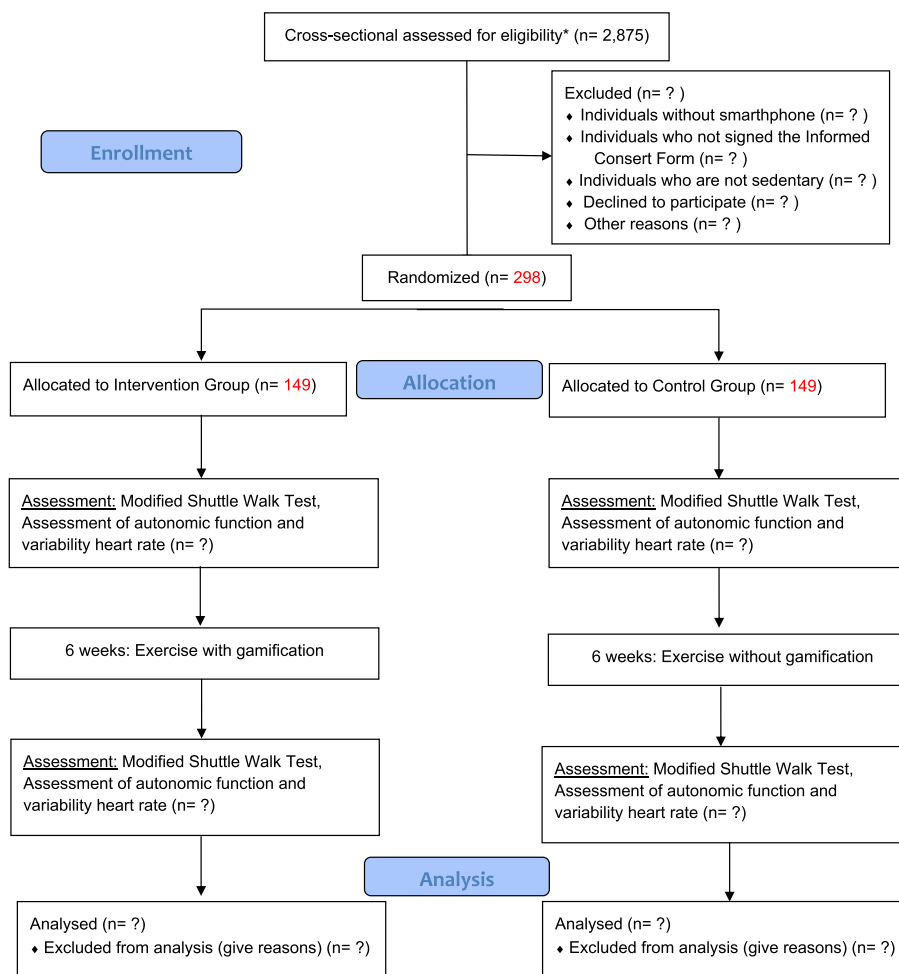 Cross-sectional assessed for eligibility* (n= 2,875)
Excluded (n= ? )
♦ Individuals without smarthphone (n= ? )
♦ Individuals who not signed the Informed
Consert Form (n= ? )
♦ Individuals who are not sedentary (n= ? )
♦ Declined to participate (n= ? )
♦ Other reasons (n= ? )
Enrollment
Randomized (n= 298)
Allocated to Intervention Group (n= 149)
Allocation
Allocated to Control Group (n= 149)
Assessment: Modified Shuttle Walk Test,
Assessment of autonomic function and
variability heart rate (n= ?)
Assessment: Modified Shuttle Walk Test,
Assessment of autonomic function and
variability heart rate (n= ?)
6 weeks: Exercise with gamification
6 weeks: Exercise without gamification
Assessment: Modified Shuttle Walk Test,
Assessment of autonomic function and
variability heart rate (n= ?)
Assessment: Modified Shuttle Walk Test,
Assessment of autonomic function and
variability heart rate (n= ?)
Analysis
Analysed (n= ?)
♦ Excluded from analysis (give reasons) (n= ?)
Analysed (n= ?)
♦ Excluded from analysis (give reasons) (n= ?)